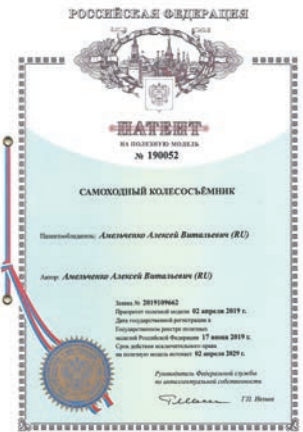 РОССИЙСКАЯ ФЕДЕРАЦИЯ
ПАТЕНТ
НА ПОЛЕЗНУЮ МОДЕЛЬ
№ 190052
САМОХОДНЫЙ КОЛЕСОСЪЁМНИК
Патентообладатель: Амельченко Алексей Витальевич (RU)
Автор: Амельченко Алексей Витальевич (RU)
Заявка № 2019109662
Приоритет полезной модели 02 апреля 2019 г.
Дата государственной регистрации в
Государственном реестре полезных
моделей Российской Федерации 17 июня 2019 г.
Срок действия исключительного права
на полезную модель истекает 02 апреля 2029 г.
Руководитель Федеральной службы
по интеллектуальной собственности
Г.П. Ивлиев